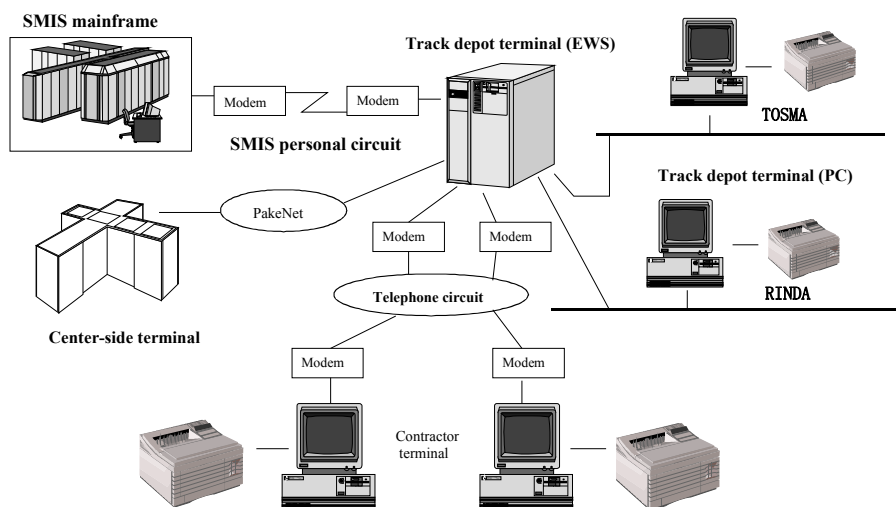 SMIS mainframe
Track depot terminal (EWS)
Modem
Modem
TOSMA
SMIS personal circuit
Track depot terminal (PC)
PakeNet
Modem
Modem
RINDA
Telephone circuit
Center-side terminal
Modem
Modem
Contractor
terminal